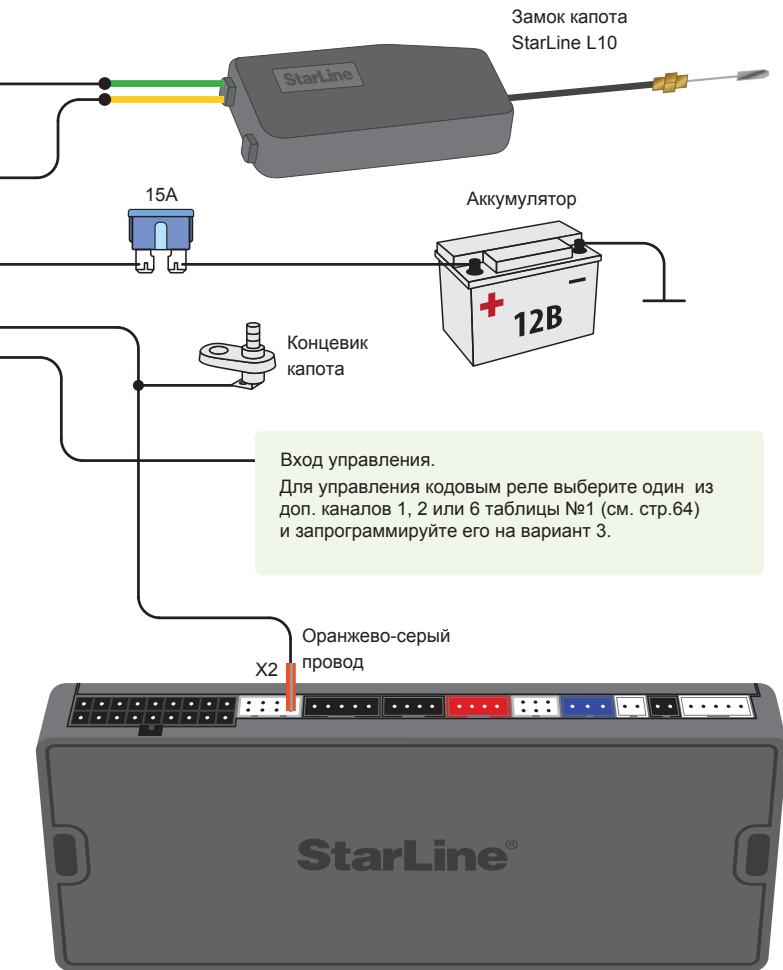 Замок капота
StarLine L10
StarLine
15А
Аккумулятор
12В
Концевик
капота
Вход управления.
Для управления кодовым реле выберите один из
доп. каналов 1, 2 или 6 таблицы №1 (см. стр.64)
и запрограммируйте его на вариант 3.
Оранжево-серый
провод
X2
StarLine®